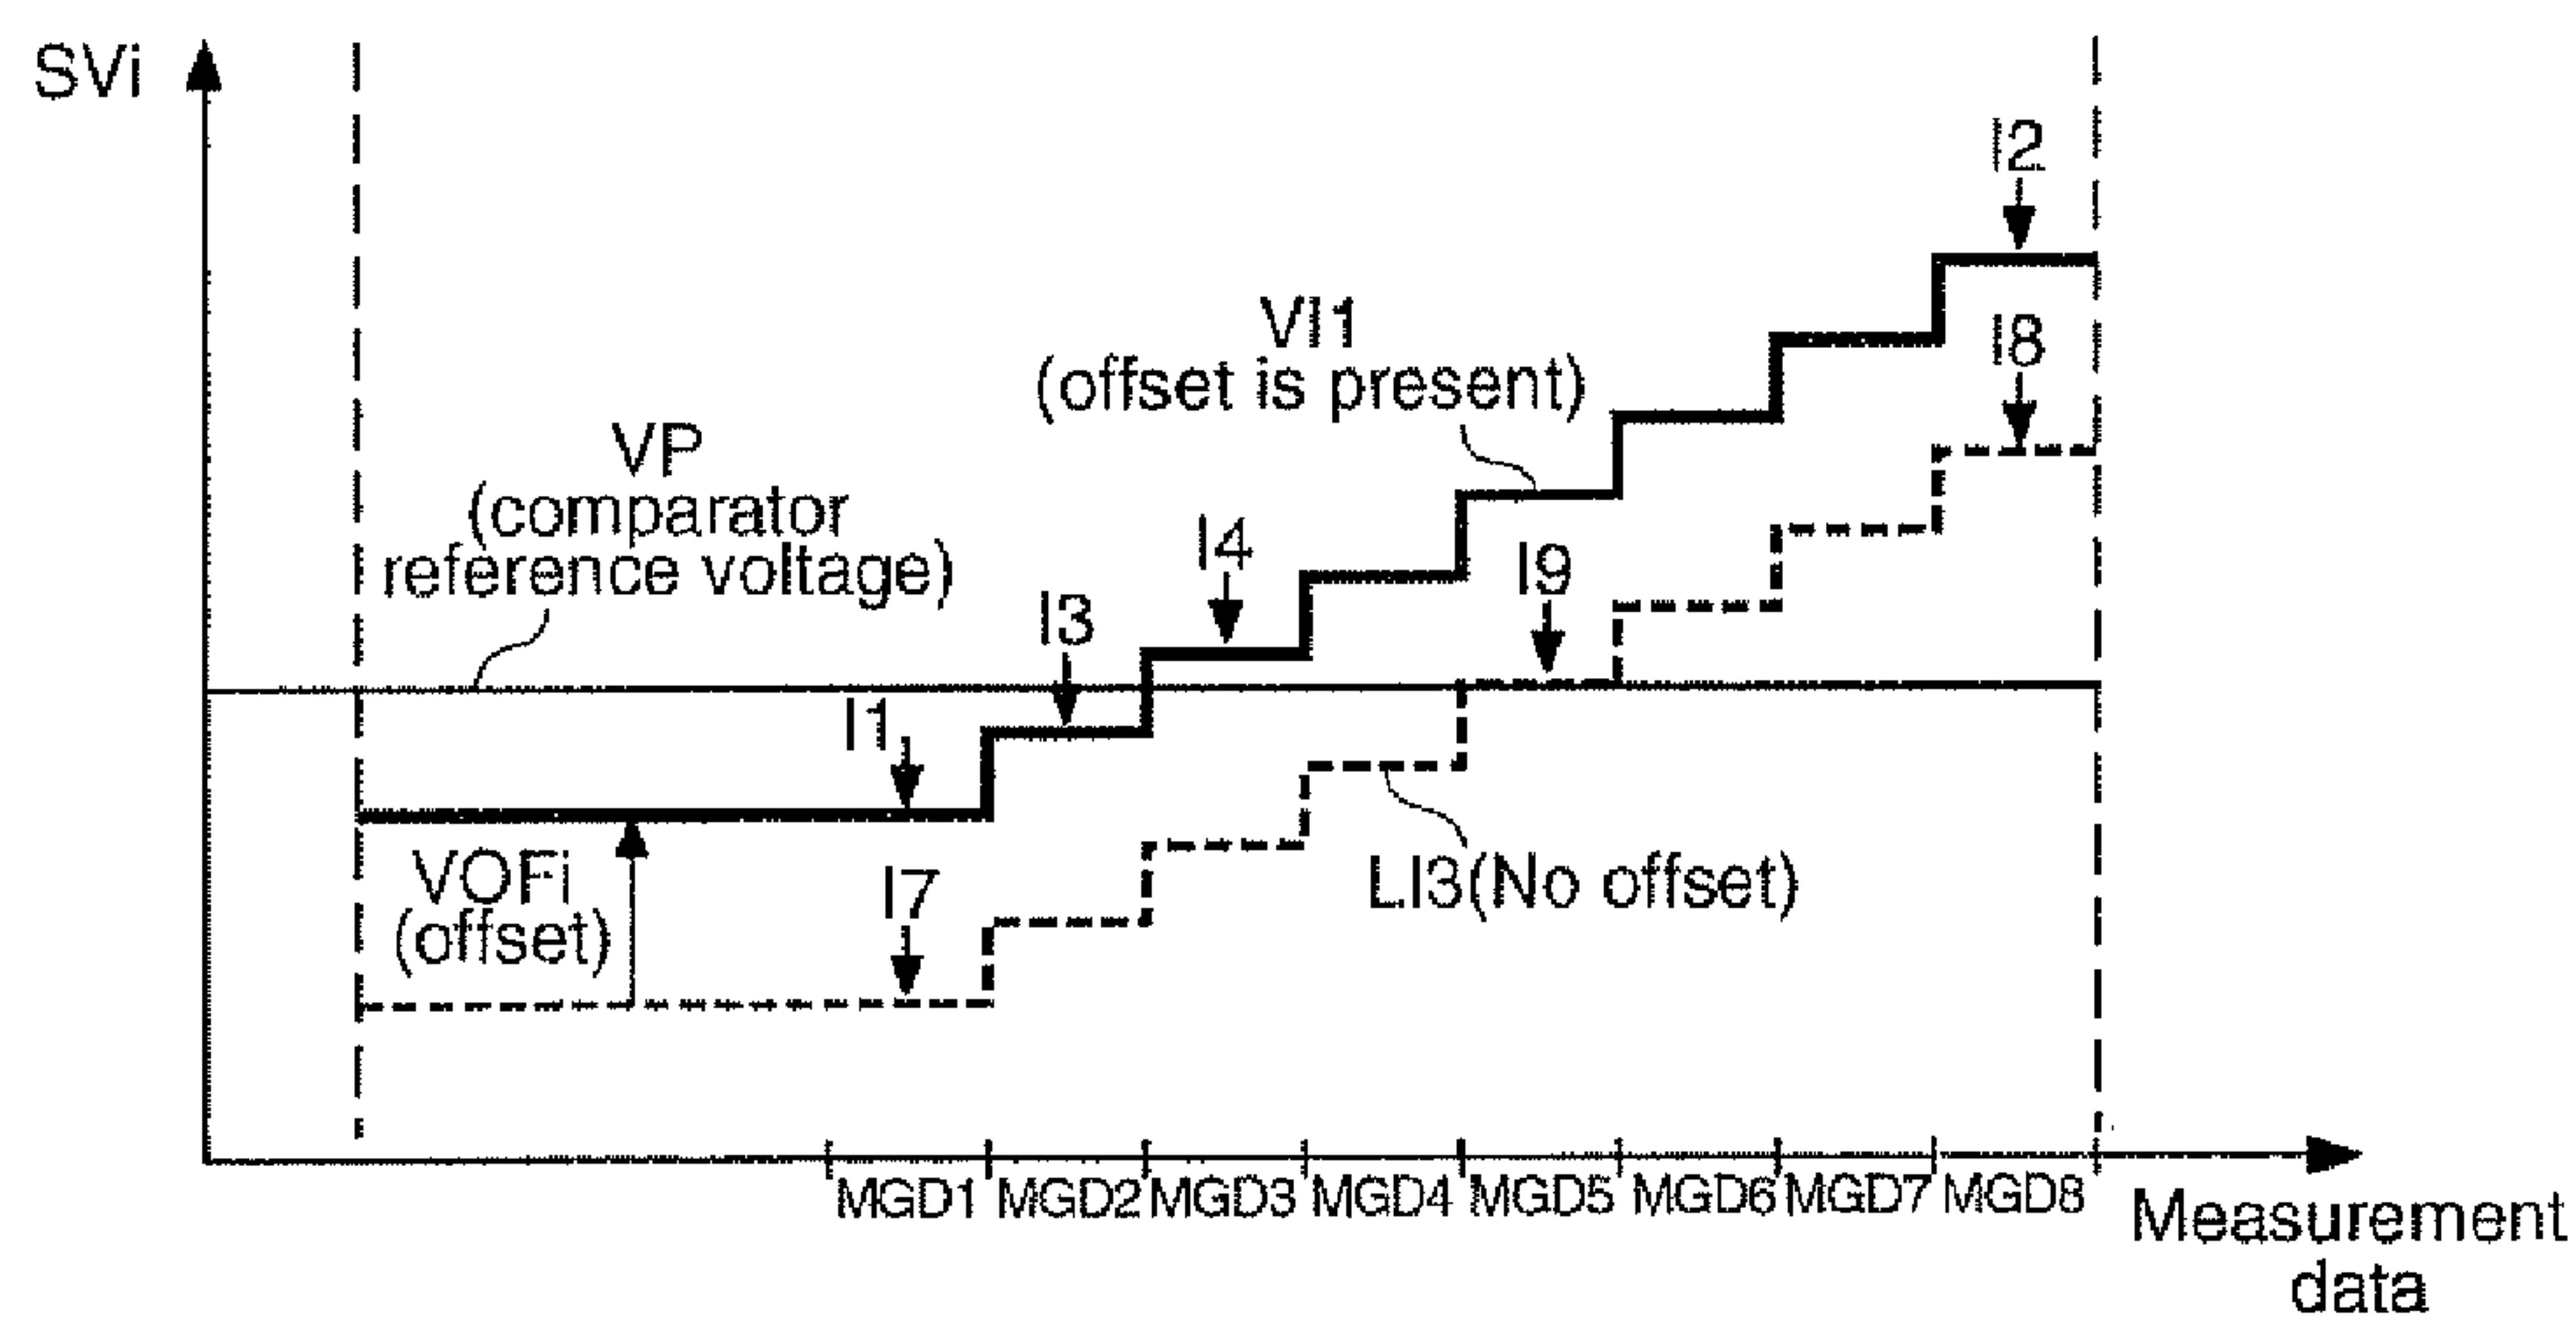 SVi
I2
VI1
(offset is present)
I8
VP
(comparator
reference voltage)
I4
I9
I3
I1
VOFi
(offset)
I7
LI3(No offset)
MGD1 MGD2 MGD3 MGD4 MGD5 MGD6 MGD7 MGD8
Measurement
data